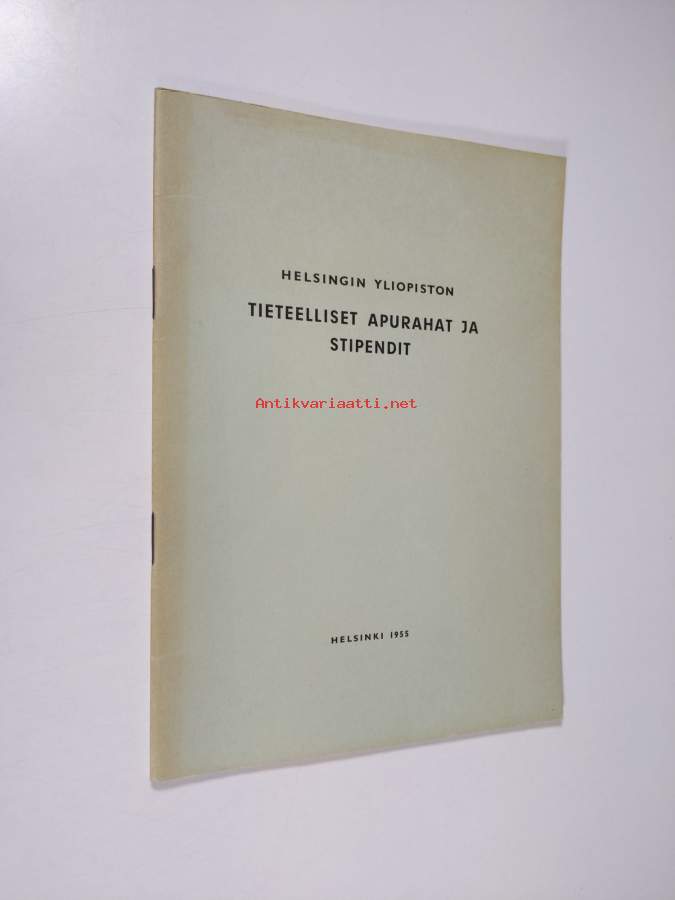 HELSINGIN YLIOPISTON
TIETEELLISET APURAHAT JA
STIPENDIT
Antikvariaatti.net
HELSINKI 1955